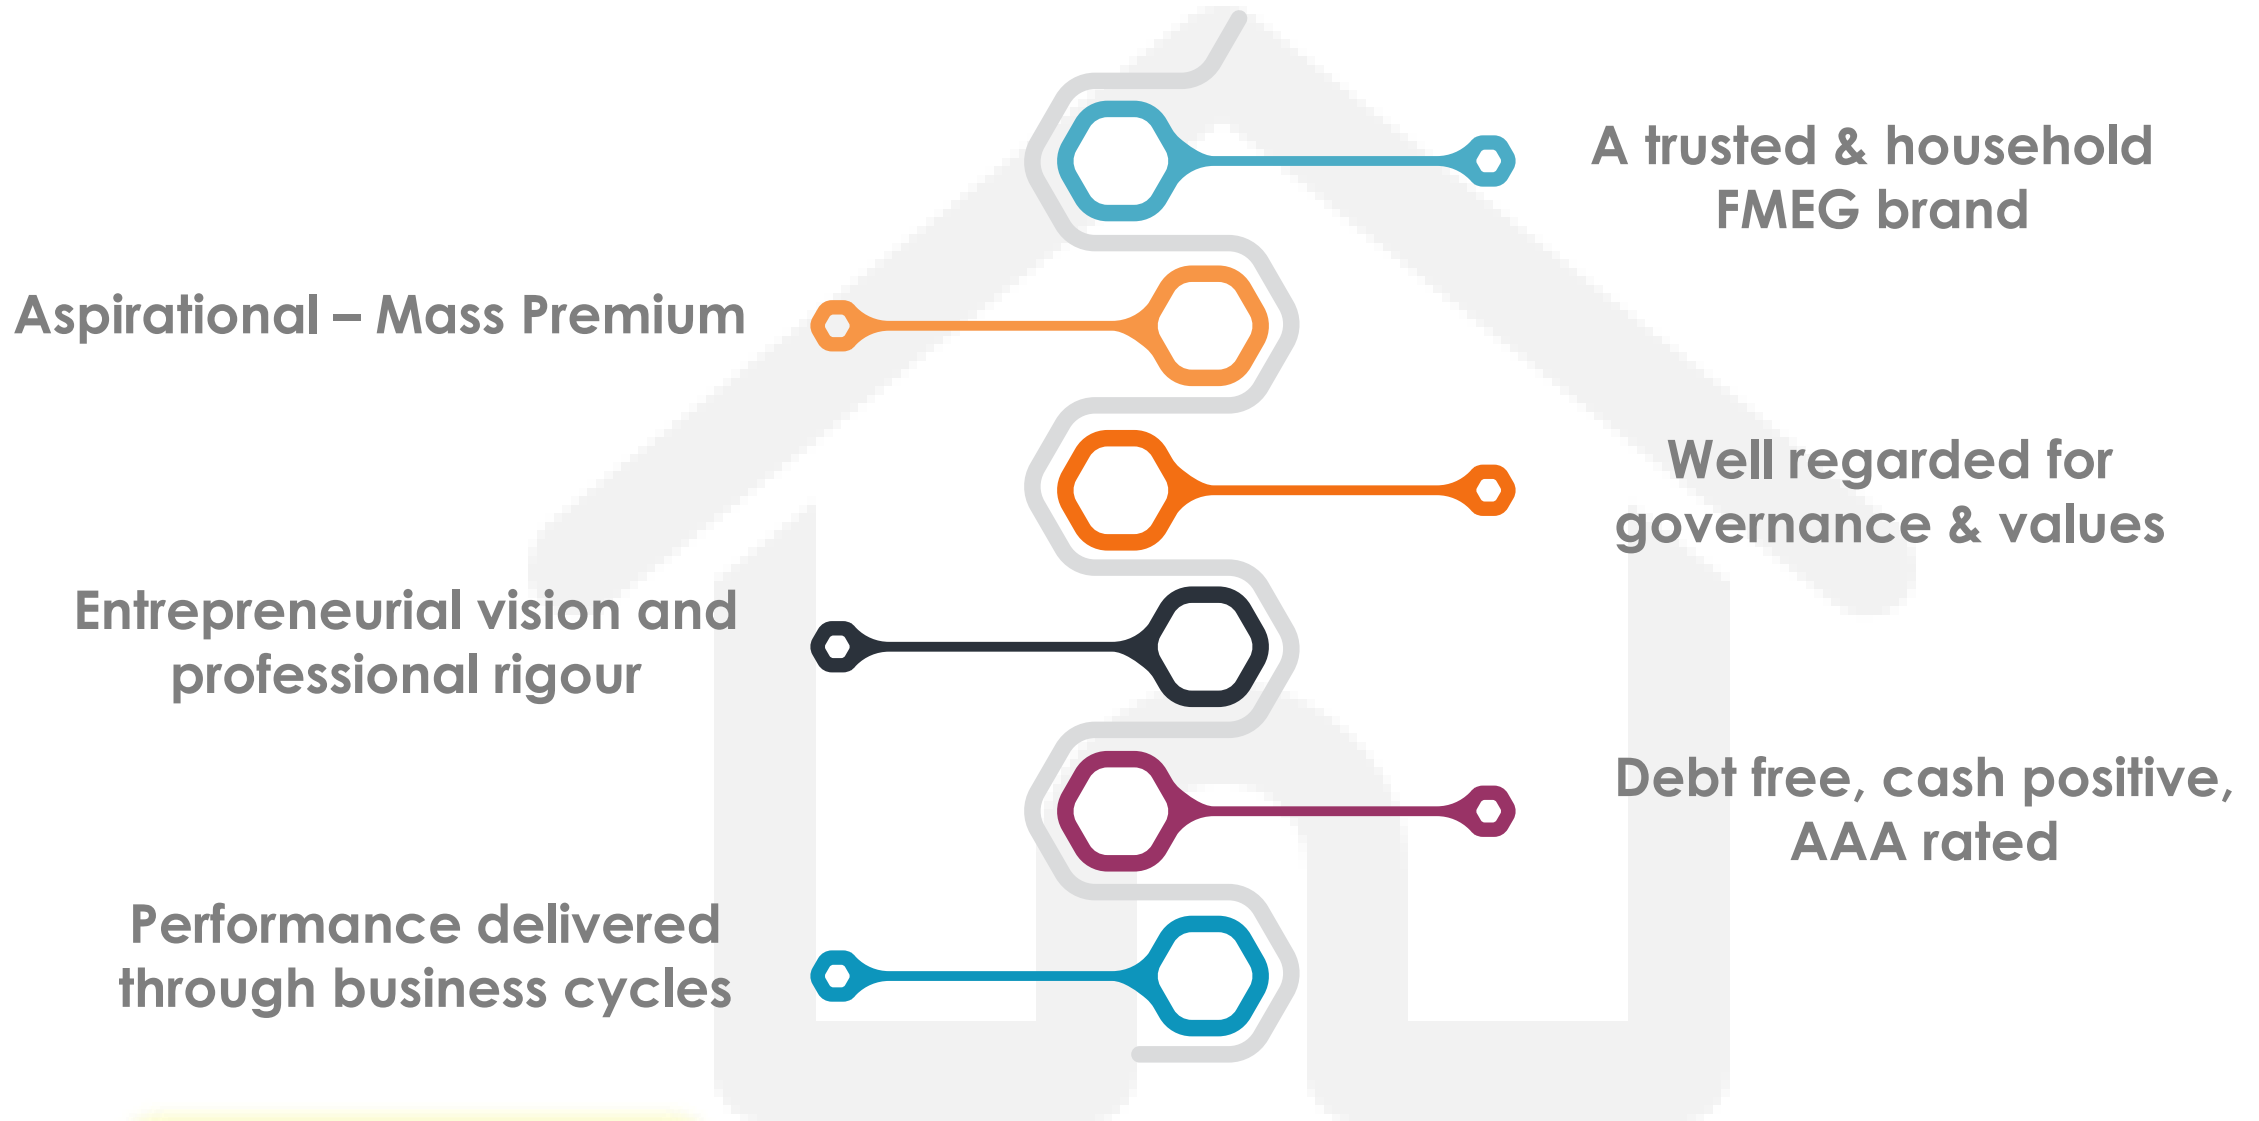 A trusted & household
FMEG brand
Aspirational – Mass Premium
Well regarded for
governance & values
Entrepreneurial vision and
professional rigour
Debt free, cash positive,
AAA rated
Performance delivered
through business cycles